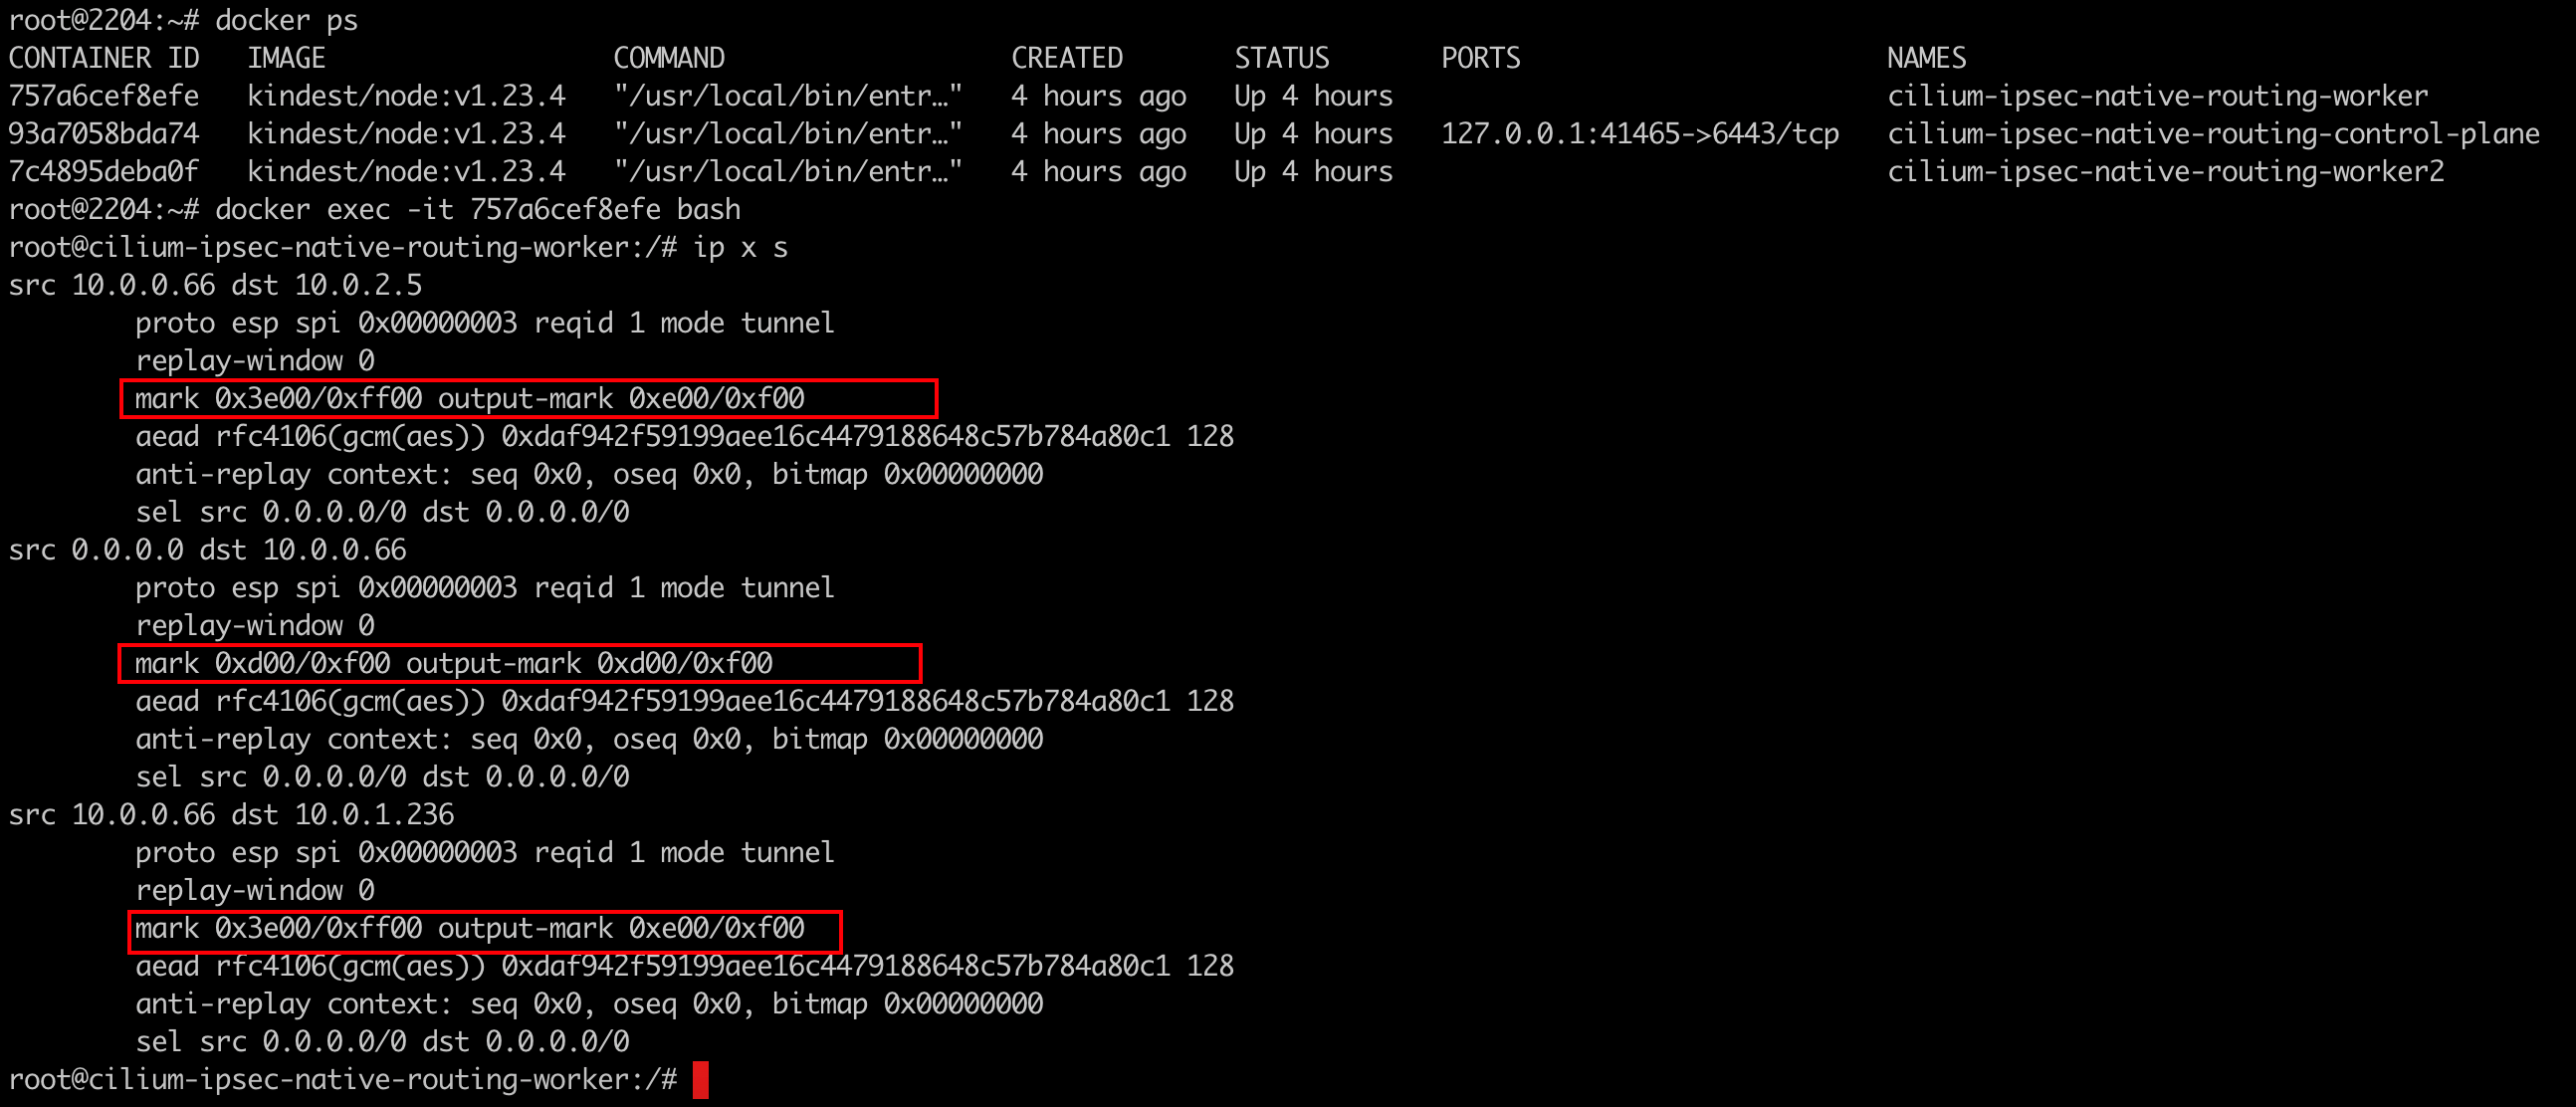 root@2204:~# docker ps
CONTAINER ID   IMAGE                  COMMAND                  CREATED       STATUS       PORTS                       NAMES
757a6cef8efe   kindest/node:v1.23.4   "/usr/local/bin/entr…"   4 hours ago   Up 4 hours                               cilium-ipsec-native-routing-worker
93a7058bda74   kindest/node:v1.23.4   "/usr/local/bin/entr…"   4 hours ago   Up 4 hours   127.0.0.1:41465->6443/tcp   cilium-ipsec-native-routing-control-plane
7c4895deba0f   kindest/node:v1.23.4   "/usr/local/bin/entr…"   4 hours ago   Up 4 hours                               cilium-ipsec-native-routing-worker2
root@2204:~# docker exec -it 757a6cef8efe bash
root@cilium-ipsec-native-routing-worker:/# ip x s
src 10.0.0.66 dst 10.0.2.5
        proto esp spi 0x00000003 reqid 1 mode tunnel
        replay-window 0
        mark 0x3e00/0xff00 output-mark 0xe00/0xf00
        aead rfc4106(gcm(aes)) 0xdaf942f59199aee16c4479188648c57b784a80c1 128
        anti-replay context: seq 0x0, oseq 0x0, bitmap 0x00000000
        sel src 0.0.0.0/0 dst 0.0.0.0/0
src 0.0.0.0 dst 10.0.0.66
        proto esp spi 0x00000003 reqid 1 mode tunnel
        replay-window 0
        mark 0xd00/0xf00 output-mark 0xd00/0xf00
        aead rfc4106(gcm(aes)) 0xdaf942f59199aee16c4479188648c57b784a80c1 128
        anti-replay context: seq 0x0, oseq 0x0, bitmap 0x00000000
        sel src 0.0.0.0/0 dst 0.0.0.0/0
src 10.0.0.66 dst 10.0.1.236
        proto esp spi 0x00000003 reqid 1 mode tunnel
        replay-window 0
        mark 0x3e00/0xff00 output-mark 0xe00/0xf00
        aead rfc4106(gcm(aes)) 0xdaf942f59199aee16c4479188648c57b784a80c1 128
        anti-replay context: seq 0x0, oseq 0x0, bitmap 0x00000000
        sel src 0.0.0.0/0 dst 0.0.0.0/0
root@cilium-ipsec-native-routing-worker:/#